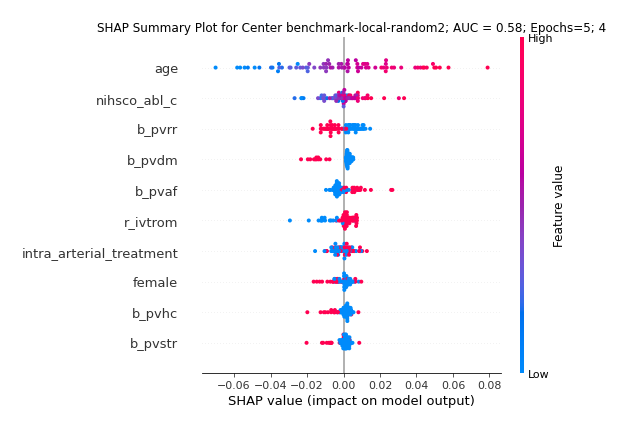 SHAP Summary Plot for Center benchmark-local-random2; AUC = 0.58; Epochs=5; 4
High
age
nihsco_abl_c
b_pvrr
b_pvdm
b_pvaf
r_ivtrom
intra_arterial_treatment
female
b_pvhc
b_pvstr
Feature value
Low
−0.06 −0.04 −0.02 0.00 0.02 0.04 0.06 0.08
SHAP value (impact on model output)